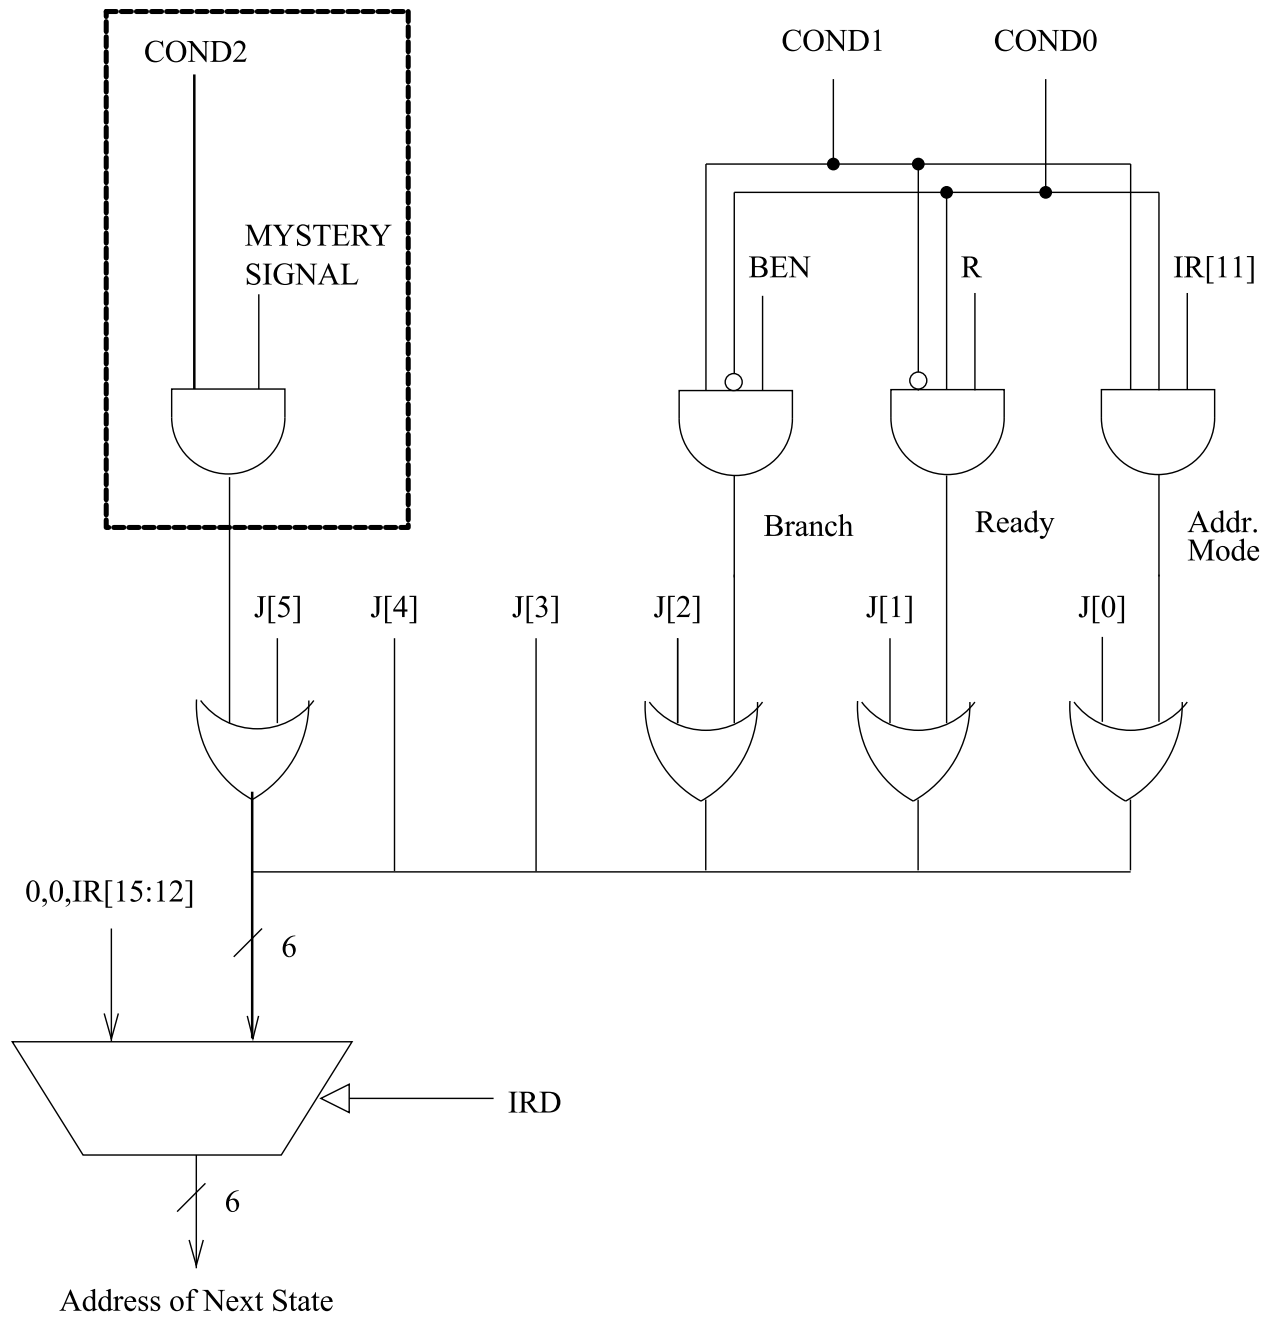 COND2
COND1
COND0
MYSTERY
SIGNAL
BEN
R
IR[11]
Branch
Ready
Addr.
Mode
J[5]
J[4]
J[3]
J[2]
J[1]
J[0]
0,0,IR[15:12]
6
IRD
6
Address of Next State